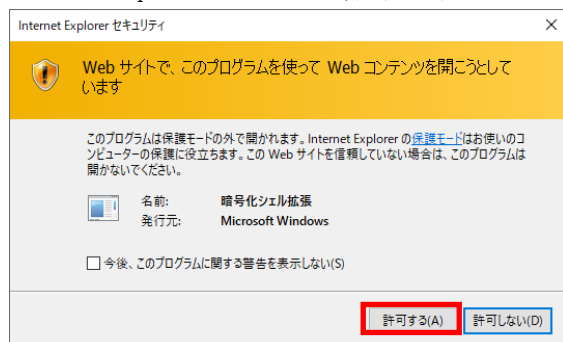 Internet Explorer セキュリティ
Web サイトで、このプログラムを使って Web コンテンツを開こうとして
います
このプログラムは保護モードの外で開かれます。Internet Explorer の保護モードはお使いのコ
ンピューターの保護に役立ちます。この Web サイトを信頼していない場合は、このプログラムは
開かないでください。
名前: 暗号化シェル拡張
発行元: Microsoft Windows
今後、このプログラムに関する警告を表示しない(S)
許可する(A) 許可しない(D)